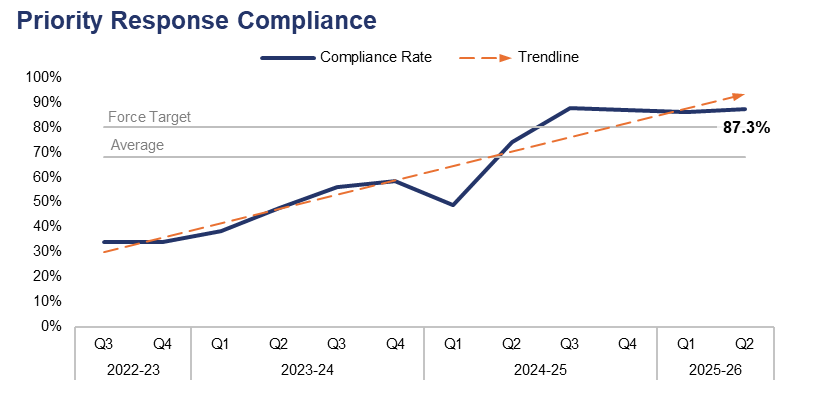 Priority Response Compliance
Compliance Rate Trendline
100%
90%
Force Target
80%
87.3%
Average
70%
60%
50%
40%
30%
20%
10%
0%
Q3 Q4 Q1 Q2 Q3 Q4 Q1 Q2 Q3 Q4 Q1 Q2
2022-23 2023-24 2024-25 2025-26